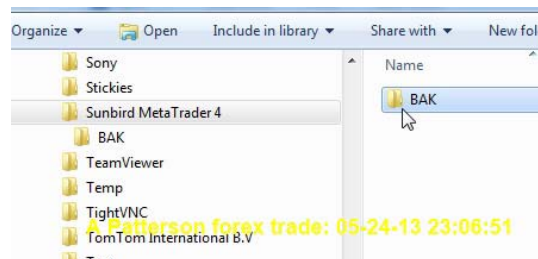 Organize Open Include in library Share with New fol
Sony
Stickies
Sunbird MetaTrader 4
BAK
TeamViewer
Temp
TightVNC
TomTom International B.V
Name
BAK
A Patterson forex trade: 05-24-13 23:06:51